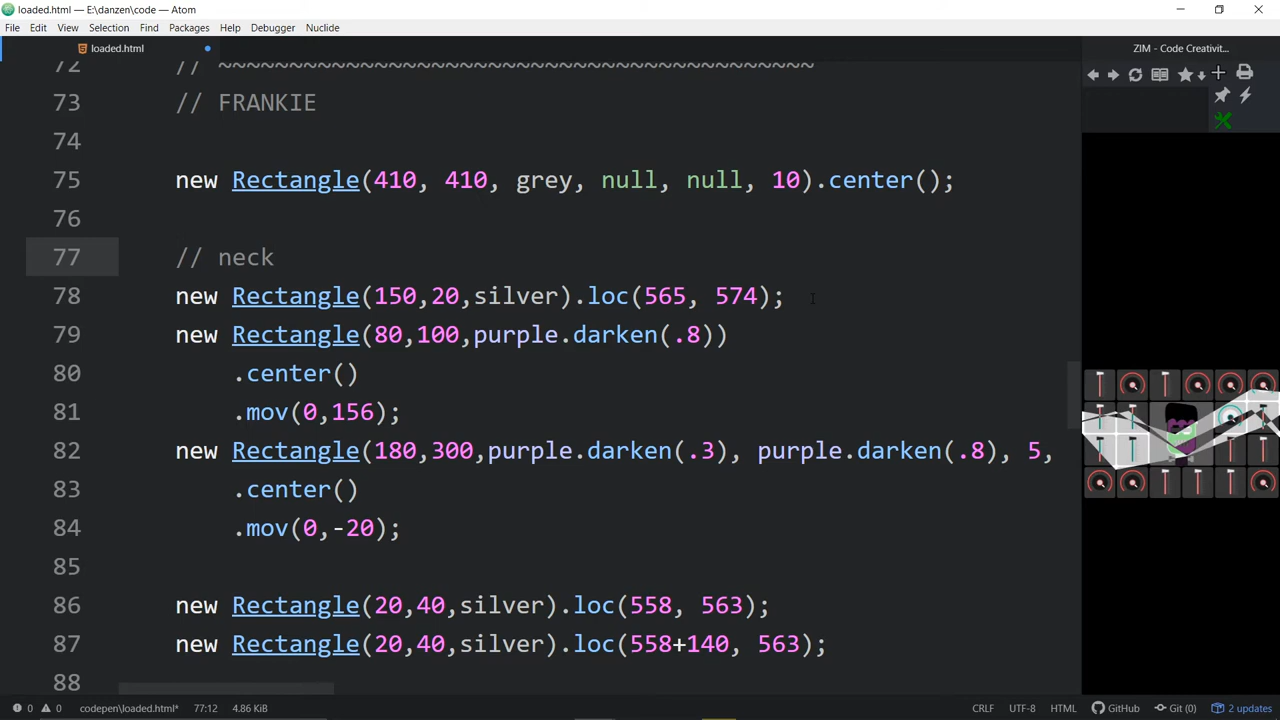 loaded.html — E:\danzen\code — Atom
File Edit View Selection Find Packages Help Debugger Nuclide
loaded.html
ZIM - Code Creativit...
72 // ~~~~~~~~~~~~~~~~~~~~~~~~~~~~~~~~~~~~~~~~~~
73 // FRANKIE
74
75 new Rectangle(410, 410, grey, null, null, 10).center();
76
77 // neck
78 new Rectangle(150,20,silver).loc(565, 574);
79 new Rectangle(80,100,purple.darken(.8))
80 .center()
81 .mov(0,156);
82 new Rectangle(180,300,purple.darken(.3), purple.darken(.8), 5,
83 .center()
84 .mov(0,-20);
85
86 new Rectangle(20,40,silver).loc(558, 563);
87 new Rectangle(20,40,silver).loc(558+140, 563);
88
0 0 codepen\loaded.html* 77:12 4.86 KiB CRLF UTF-8 HTML GitHub Git (0) 2 updates